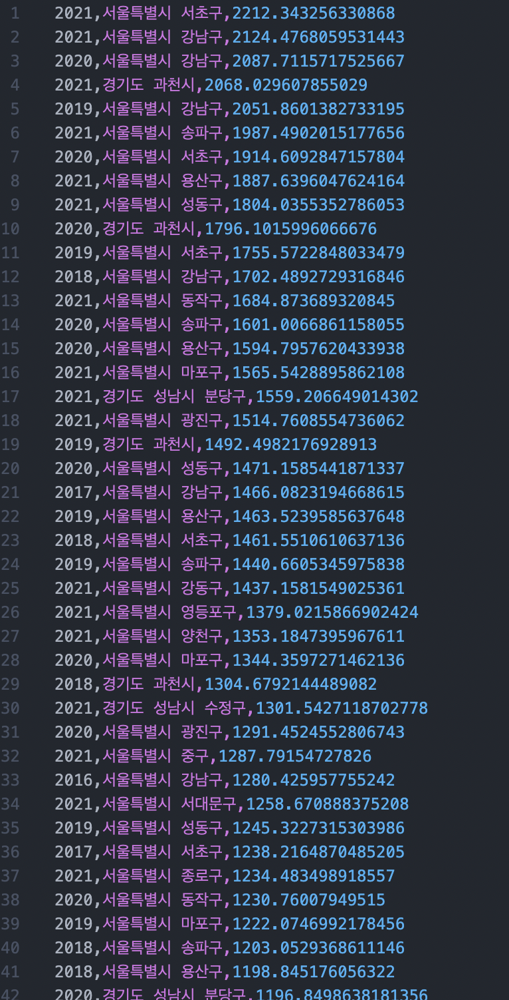 1 2021,서울특별시 서초구,2212.343256330868
2 2021,서울특별시 강남구,2124.4768059531443
3 2020,서울특별시 강남구,2087.7115717525667
4 2021,경기도 과천시,2068.029607855029
5 2019,서울특별시 강남구,2051.8601382733195
6 2021,서울특별시 송파구,1987.4902015177656
7 2020,서울특별시 서초구,1914.6092847157804
8 2021,서울특별시 용산구,1887.6396047624164
9 2021,서울특별시 성동구,1804.0355352786053
10 2020,경기도 과천시,1796.1015996066676
11 2019,서울특별시 서초구,1755.5722848033479
12 2018,서울특별시 강남구,1702.4892729316846
13 2021,서울특별시 동작구,1684.873689320845
14 2020,서울특별시 송파구,1601.0066861158055
15 2020,서울특별시 용산구,1594.7957620433938
16 2021,서울특별시 마포구,1565.5428895862108
17 2021,경기도 성남시 분당구,1559.206649014302
18 2021,서울특별시 광진구,1514.7608554736062
19 2019,경기도 과천시,1492.4982176928913
20 2020,서울특별시 성동구,1471.1585441871337
21 2017,서울특별시 강남구,1466.0823194668615
22 2019,서울특별시 용산구,1463.5239585637648
23 2018,서울특별시 서초구,1461.5510610637136
24 2019,서울특별시 송파구,1440.6605345975838
25 2021,서울특별시 강동구,1437.1581549025361
26 2021,서울특별시 영등포구,1379.0215866902424
27 2021,서울특별시 양천구,1353.1847395967611
28 2020,서울특별시 마포구,1344.3597271462136
29 2018,경기도 과천시,1304.6792144489082
30 2021,경기도 성남시 수정구,1301.5427118702778
31 2020,서울특별시 광진구,1291.4524552806743
32 2021,서울특별시 중구,1287.79154727826
33 2016,서울특별시 강남구,1280.425957755242
34 2021,서울특별시 서대문구,1258.670888375208
35 2019,서울특별시 성동구,1245.3227315303986
36 2017,서울특별시 서초구,1238.2164870485205
37 2021,서울특별시 종로구,1234.483498918557
38 2020,서울특별시 동작구,1230.76007949515
39 2019,서울특별시 마포구,1222.0746992178456
40 2018,서울특별시 송파구,1203.0529368611146
41 2018,서울특별시 용산구,1198.845176056322
42 2020,경기도 성남시 분당구,1196.8498638181356